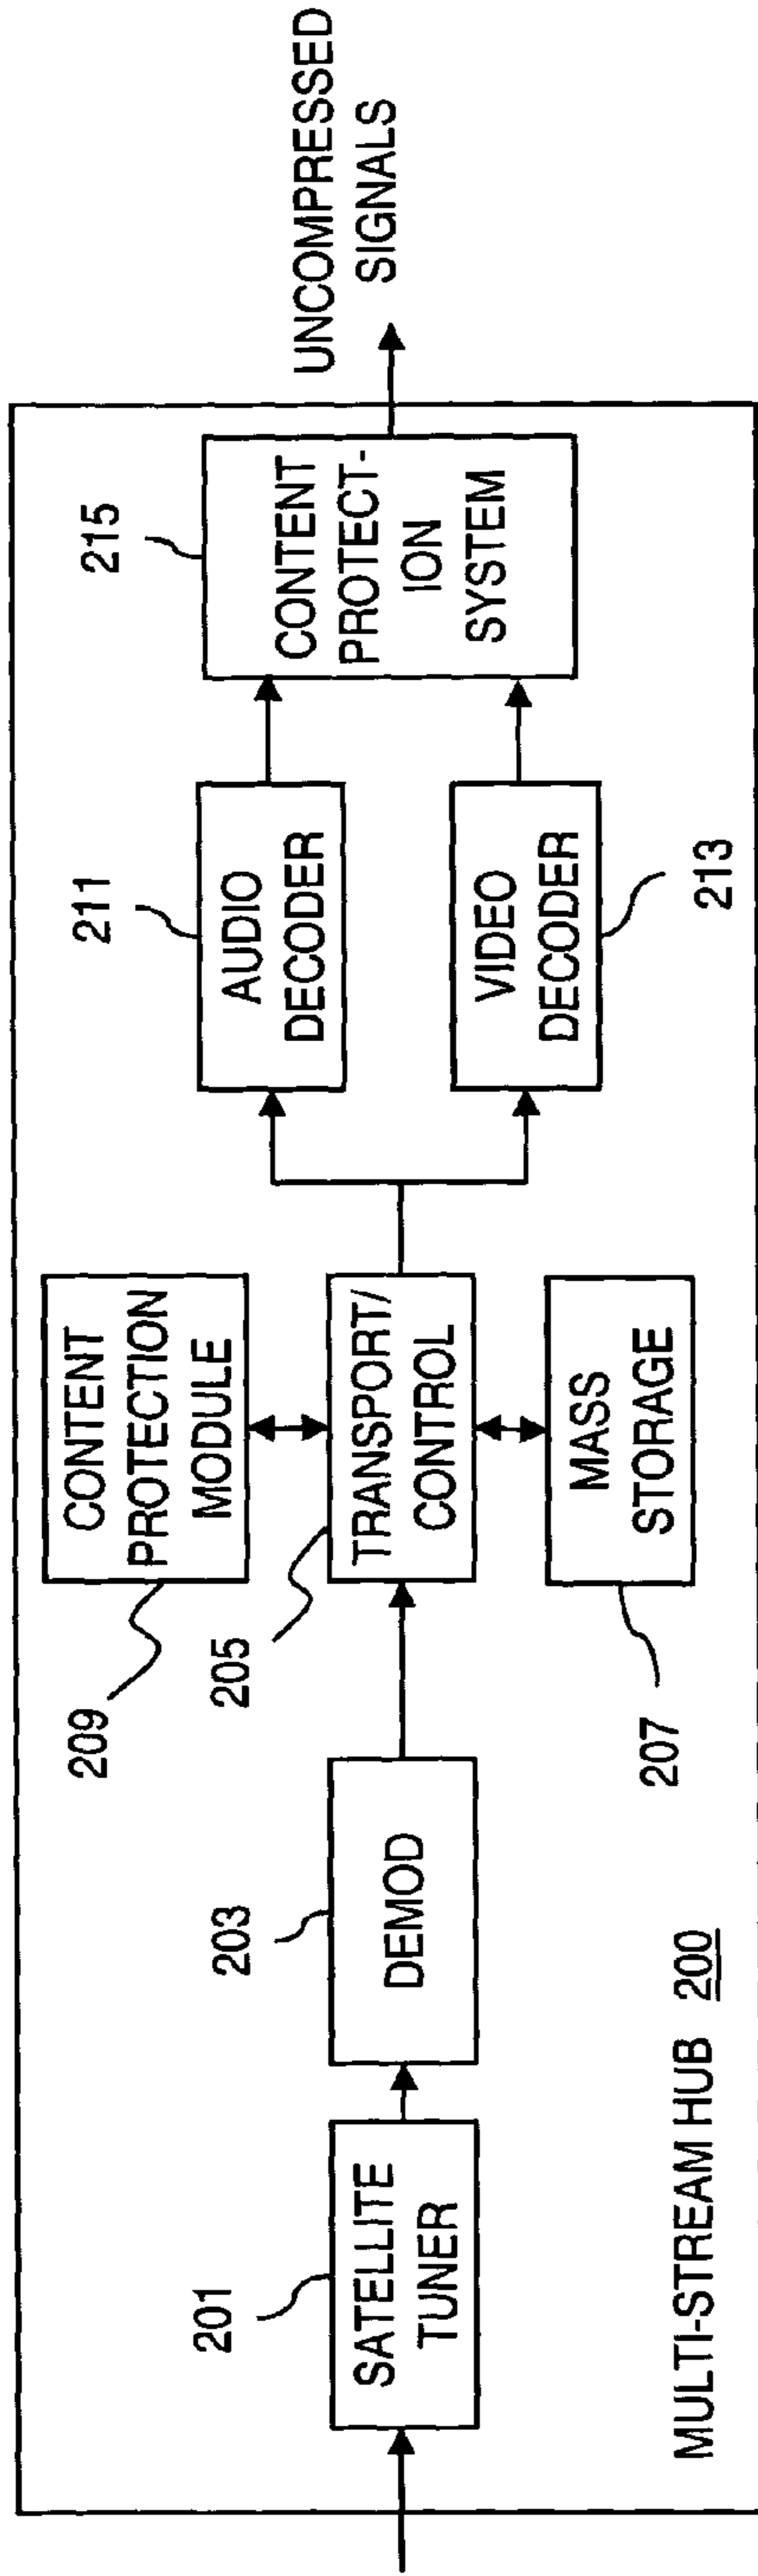 201
SATELLITE
TUNER
203
DEMOD
209
CONTENT
PROTECTION
MODULE
205
TRANSPORT/
CONTROL
207
MASS
STORAGE
211
AUDIO
DECODER
VIDEO
DECODER
213
215
CONTENT
PROTECT-
ION
SYSTEM
UNCOMPRESSED
SIGNALS
MULTI-STREAM HUB 200